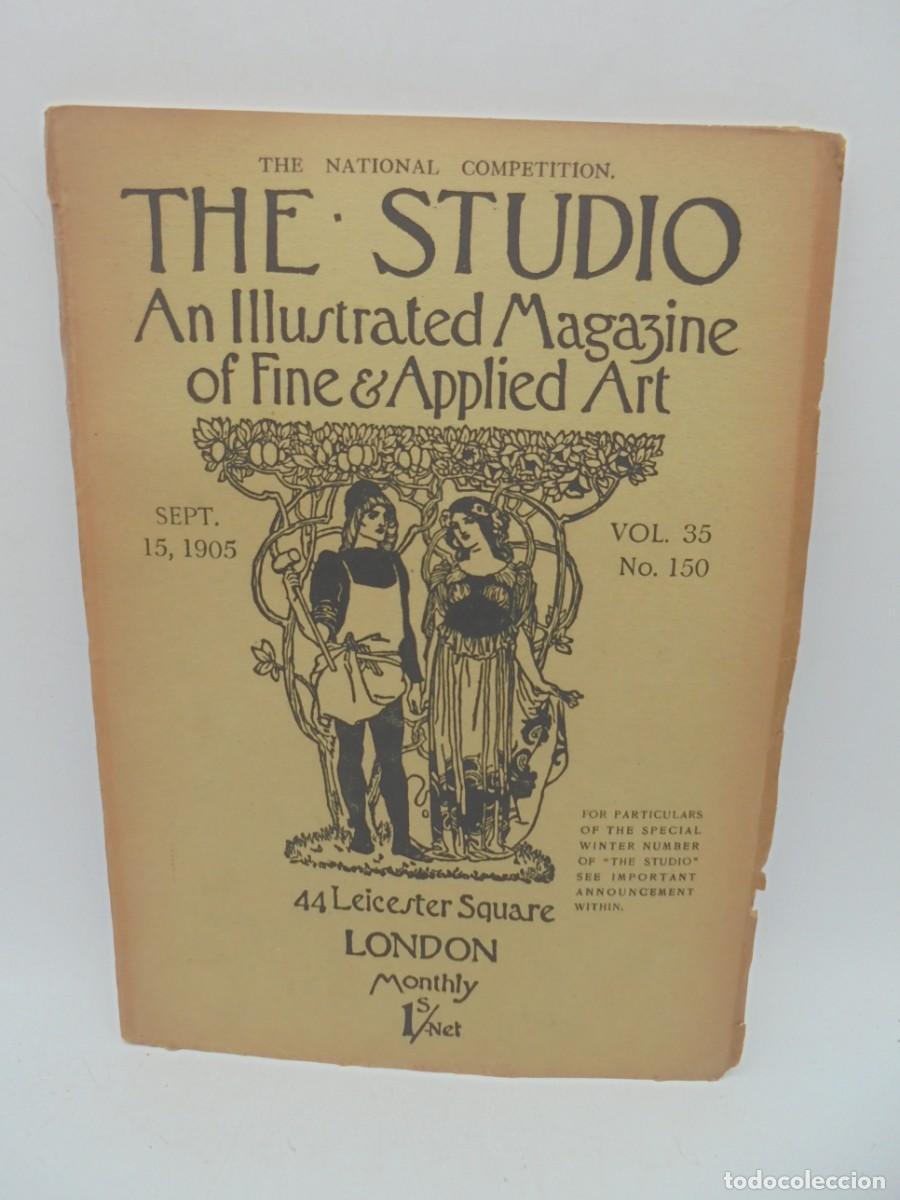 THE NATIONAL COMPETITION.
THE · STUDIO
An Illustrated Magazine
of Fine & Applied Art
SEPT.
15, 1905
VOL. 35
No. 150
FOR PARTICULARS
OF THE SPECIAL
WINTER NUMBER
OF "THE STUDIO"
SEE IMPORTANT
ANNOUNCEMENT
WITHIN.
44 Leicester Square
LONDON
Monthly
1S/-Net
todocoleccion